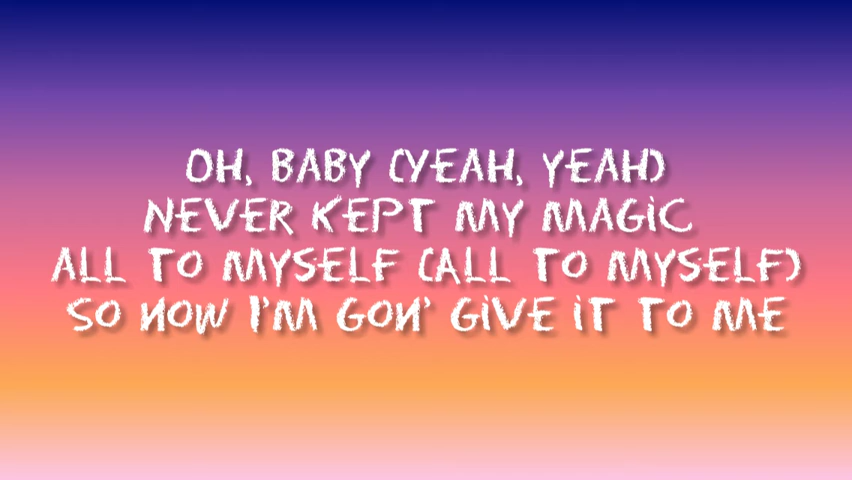 OH, BABY (YEAH, YEAH)
NEVER KEPT MY MAGIC
ALL TO MYSELF (ALL TO MYSELF)
SO NOW I'M GON' GIVE IT TO ME